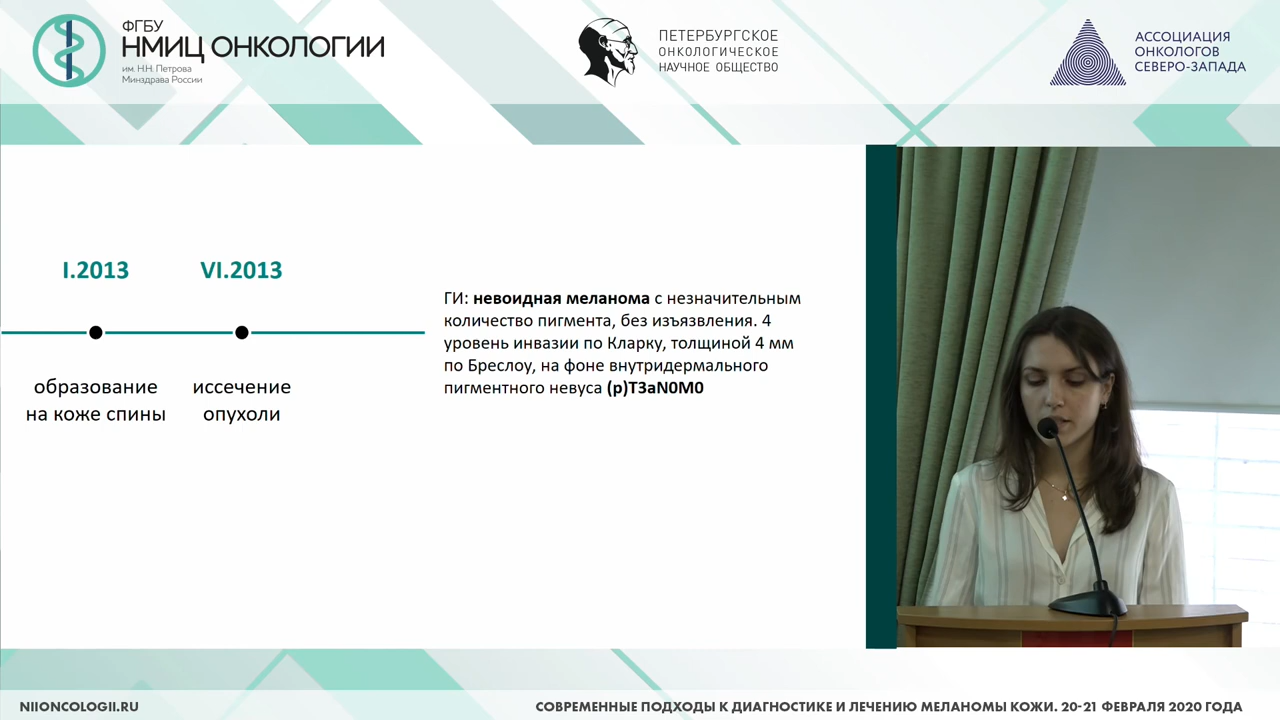 ФГБУ
НМИЦ ОНКОЛОГИИ
им. Н.Н. Петрова
Минздрава России
ПЕТЕРБУРГСКОЕ
ОНКОЛОГИЧЕСКОЕ
НАУЧНОЕ ОБЩЕСТВО
АССОЦИАЦИЯ
ОНКОЛОГОВ
СЕВЕРО-ЗАПАДА
I.2013
VI.2013
образование
на коже спины
иссечение
опухоли
ГИ: невоидная меланома с незначительным
количество пигмента, без изъязвления. 4
уровень инвазии по Кларку, толщиной 4 мм
по Бреслоу, на фоне внутридермального
пигментного невуса (p)T3aN0M0
NIIONCOLOGII.RU
СОВРЕМЕННЫЕ ПОДХОДЫ К ДИАГНОСТИКЕ И ЛЕЧЕНИЮ МЕЛАНОМЫ КОЖИ. 20-21 ФЕВРАЛЯ 2020 ГОДА